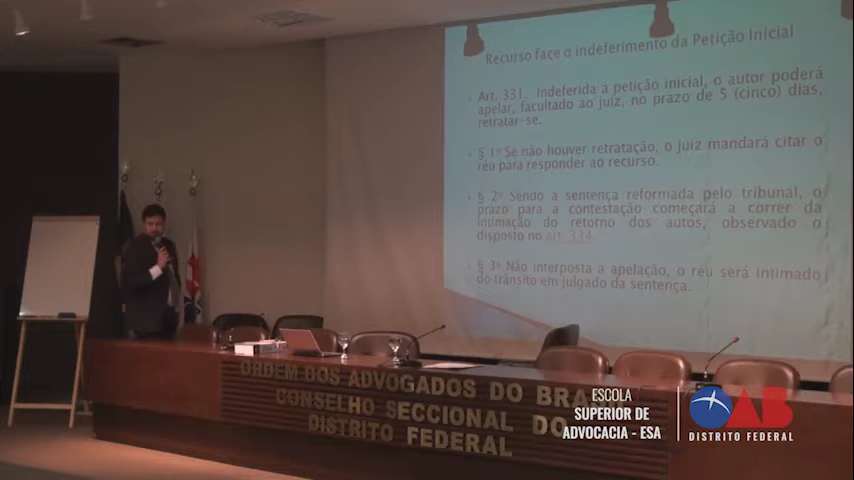 Recurso face o indeferimento da Petição Inicial
Art. 331. Indeferida a petição inicial, o autor poderá
apelar, facultado ao juiz, no prazo de 5 (cinco) dias,
retratar-se.
§ 1º Se não houver retratação, o juiz mandará citar o
réu para responder ao recurso.
§ 2º Sendo a sentença reformada pelo tribunal, o
prazo para a contestação começará a correr da
intimação do retorno dos autos, observado o
disposto no art. 334.
§ 3º Não interposta a apelação, o réu será intimado
do trânsito em julgado da sentença.
ORDEM DOS ADVOGADOS DO BRASIL
CONSELHO SECCIONAL DO
DISTRITO FEDERAL
ESCOLA
SUPERIOR DE
ADVOCACIA - ESA
OAB
DISTRITO FEDERAL